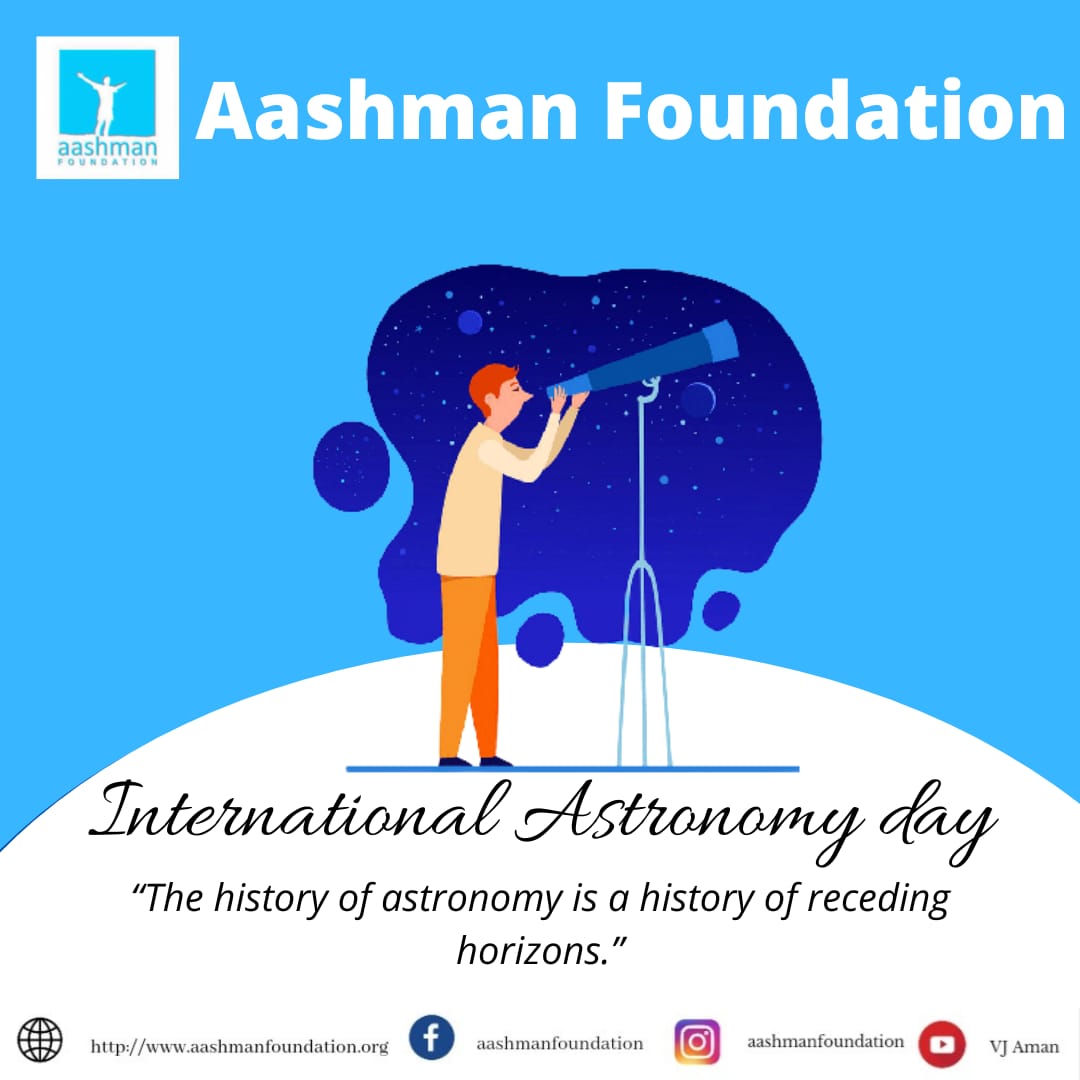 aashman
FOUNDATION
Aashman Foundation
International Astronomy day
“The history of astronomy is a history of receding
horizons.”
http://www.aashmanfoundation.org
aashmanfoundation
aashmanfoundation
VJ Aman